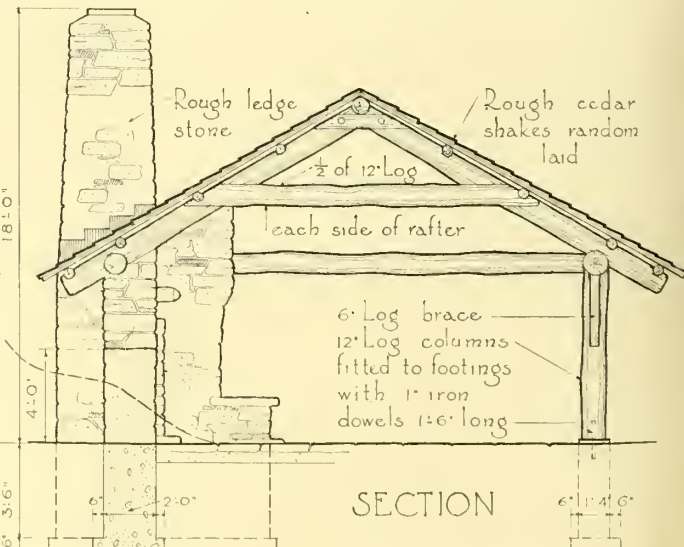 Rough ledge
stone
Rough cedar
shakes random
laid
½ of 12" Log
each side of rafter
6" Log brace
12" Log columns
fitted to footings
with 1" iron
dowels 1'-6" long
18'-0"
4'-0"
3'-6"
6"
6"
2'-0"
SECTION
6"
1'-4"
6"